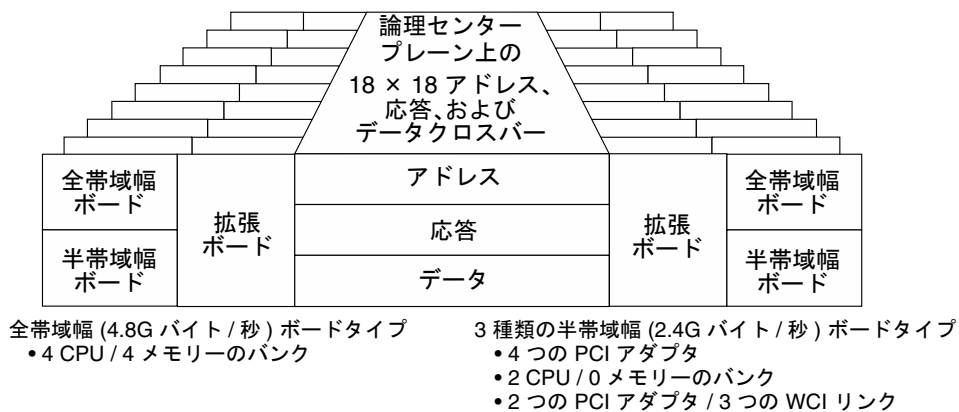 論理センター
プレーン上の
18 × 18 アドレス、
応答、および
データクロスバー
全帯域幅
ボード
半帯域幅
ボード
拡張
ボード
アドレス
応答
データ
拡張
ボード
全帯域幅
ボード
半帯域幅
ボード
全帯域幅 (4.8G バイト / 秒 ) ボードタイプ
• 4 CPU / 4 メモリーのバンク
3 種類の半帯域幅 (2.4G バイト / 秒 ) ボードタイプ
• 4 つの PCI アダプタ
• 2 CPU / 0 メモリーのバンク
• 2 つの PCI アダプタ / 3 つの WCI リンク